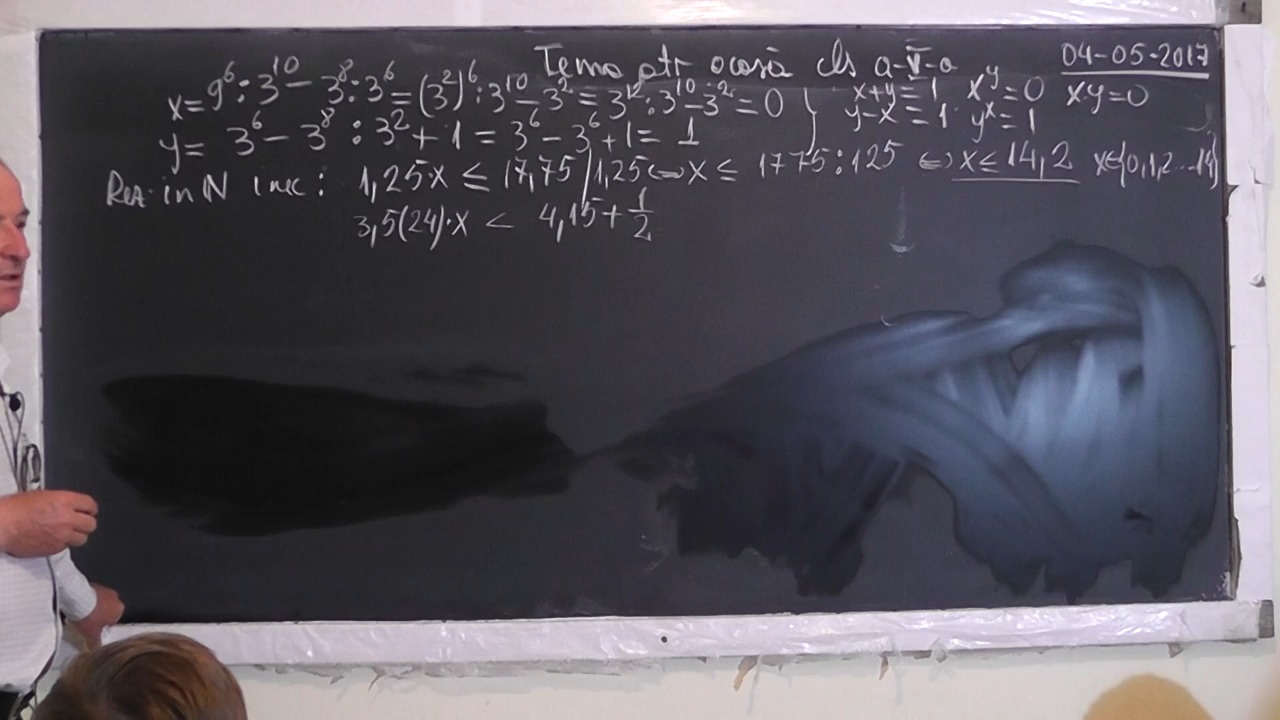 Tema ptr acasă cls a-V-a 04-05-2017
x = 9⁶ : 3¹⁰ - 3⁸ : 3⁶ = (3²)⁶ : 3¹⁰ - 3² = 3¹² : 3¹⁰ - 3² = 0 } x+y = 1 xʸ = 0 x·y = 0
y = 3⁶ - 3⁸ : 3² + 1 = 3⁶ - 3⁶ + 1 = 1 y-x = 1 yˣ = 1
Rez. in N inec: 1,25·x ≤ 17,75 / 1,25 ⇔ x ≤ 1775 : 125 ⇔ x ≤ 14,2 x∈{0,1,2...14}
3,5(24)·x < 4,15 + 1/2